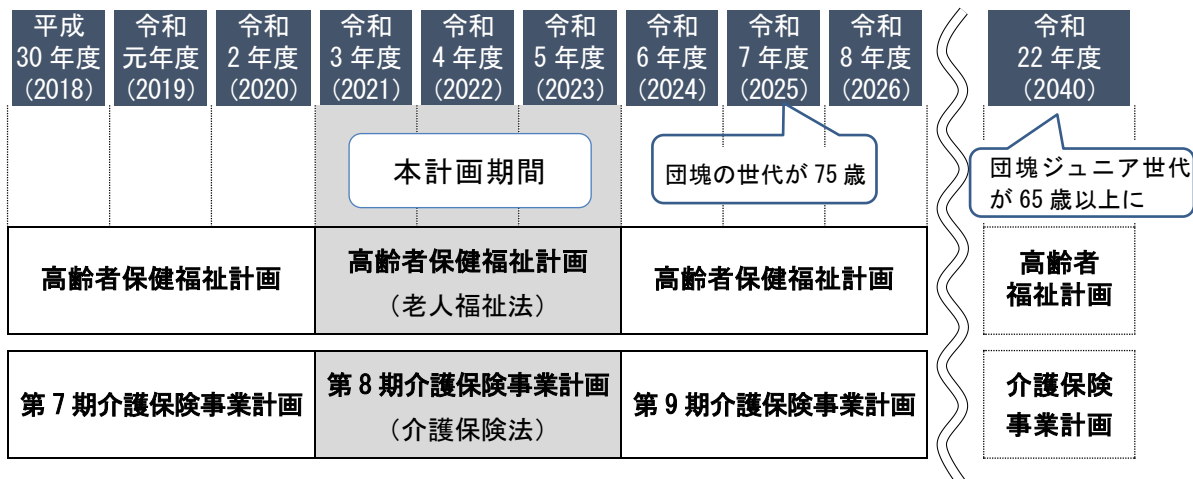 平成
30年度
(2018)
令和
元年度
(2019)
令和
2年度
(2020)
令和
3年度
(2021)
令和
4年度
(2022)
令和
5年度
(2023)
令和
6年度
(2024)
令和
7年度
(2025)
令和
8年度
(2026)
令和
22年度
(2040)
本計画期間
団塊の世代が75歳
団塊ジュニア世代
が65歳以上に
高齢者保健福祉計画
高齢者保健福祉計画
（老人福祉法）
高齢者保健福祉計画
高齢者
福祉計画
第7期介護保険事業計画
第8期介護保険事業計画
（介護保険法）
第9期介護保険事業計画
介護保険
事業計画